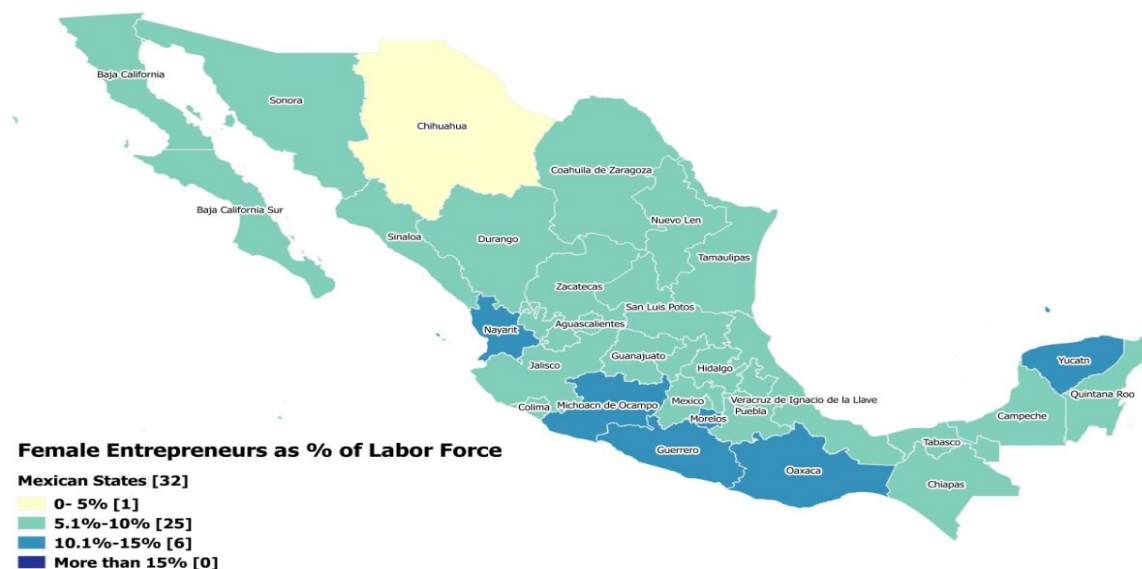 Baja California
Sonora
Chihuahua
Coahuila de Zaragoza
Baja California Sur
Sinaloa
Durango
Nuevo Len
Tamaulipas
Zacatecas
San Luis Potos
Nayarit
Aguascalientes
Jalisco
Guanajuato
Hidalgo
Yucatn
Quintana Roo
Colima
Michoacn de Ocampo
Mexico
Morelos
Puebla
Veracruz de Ignacio de la Llave
Campeche
Tabasco
Guerrero
Oaxaca
Chiapas
Female Entrepreneurs as % of Labor Force
Mexican States [32]
0- 5% [1]
5.1%-10% [25]
10.1%-15% [6]
More than 15% [0]